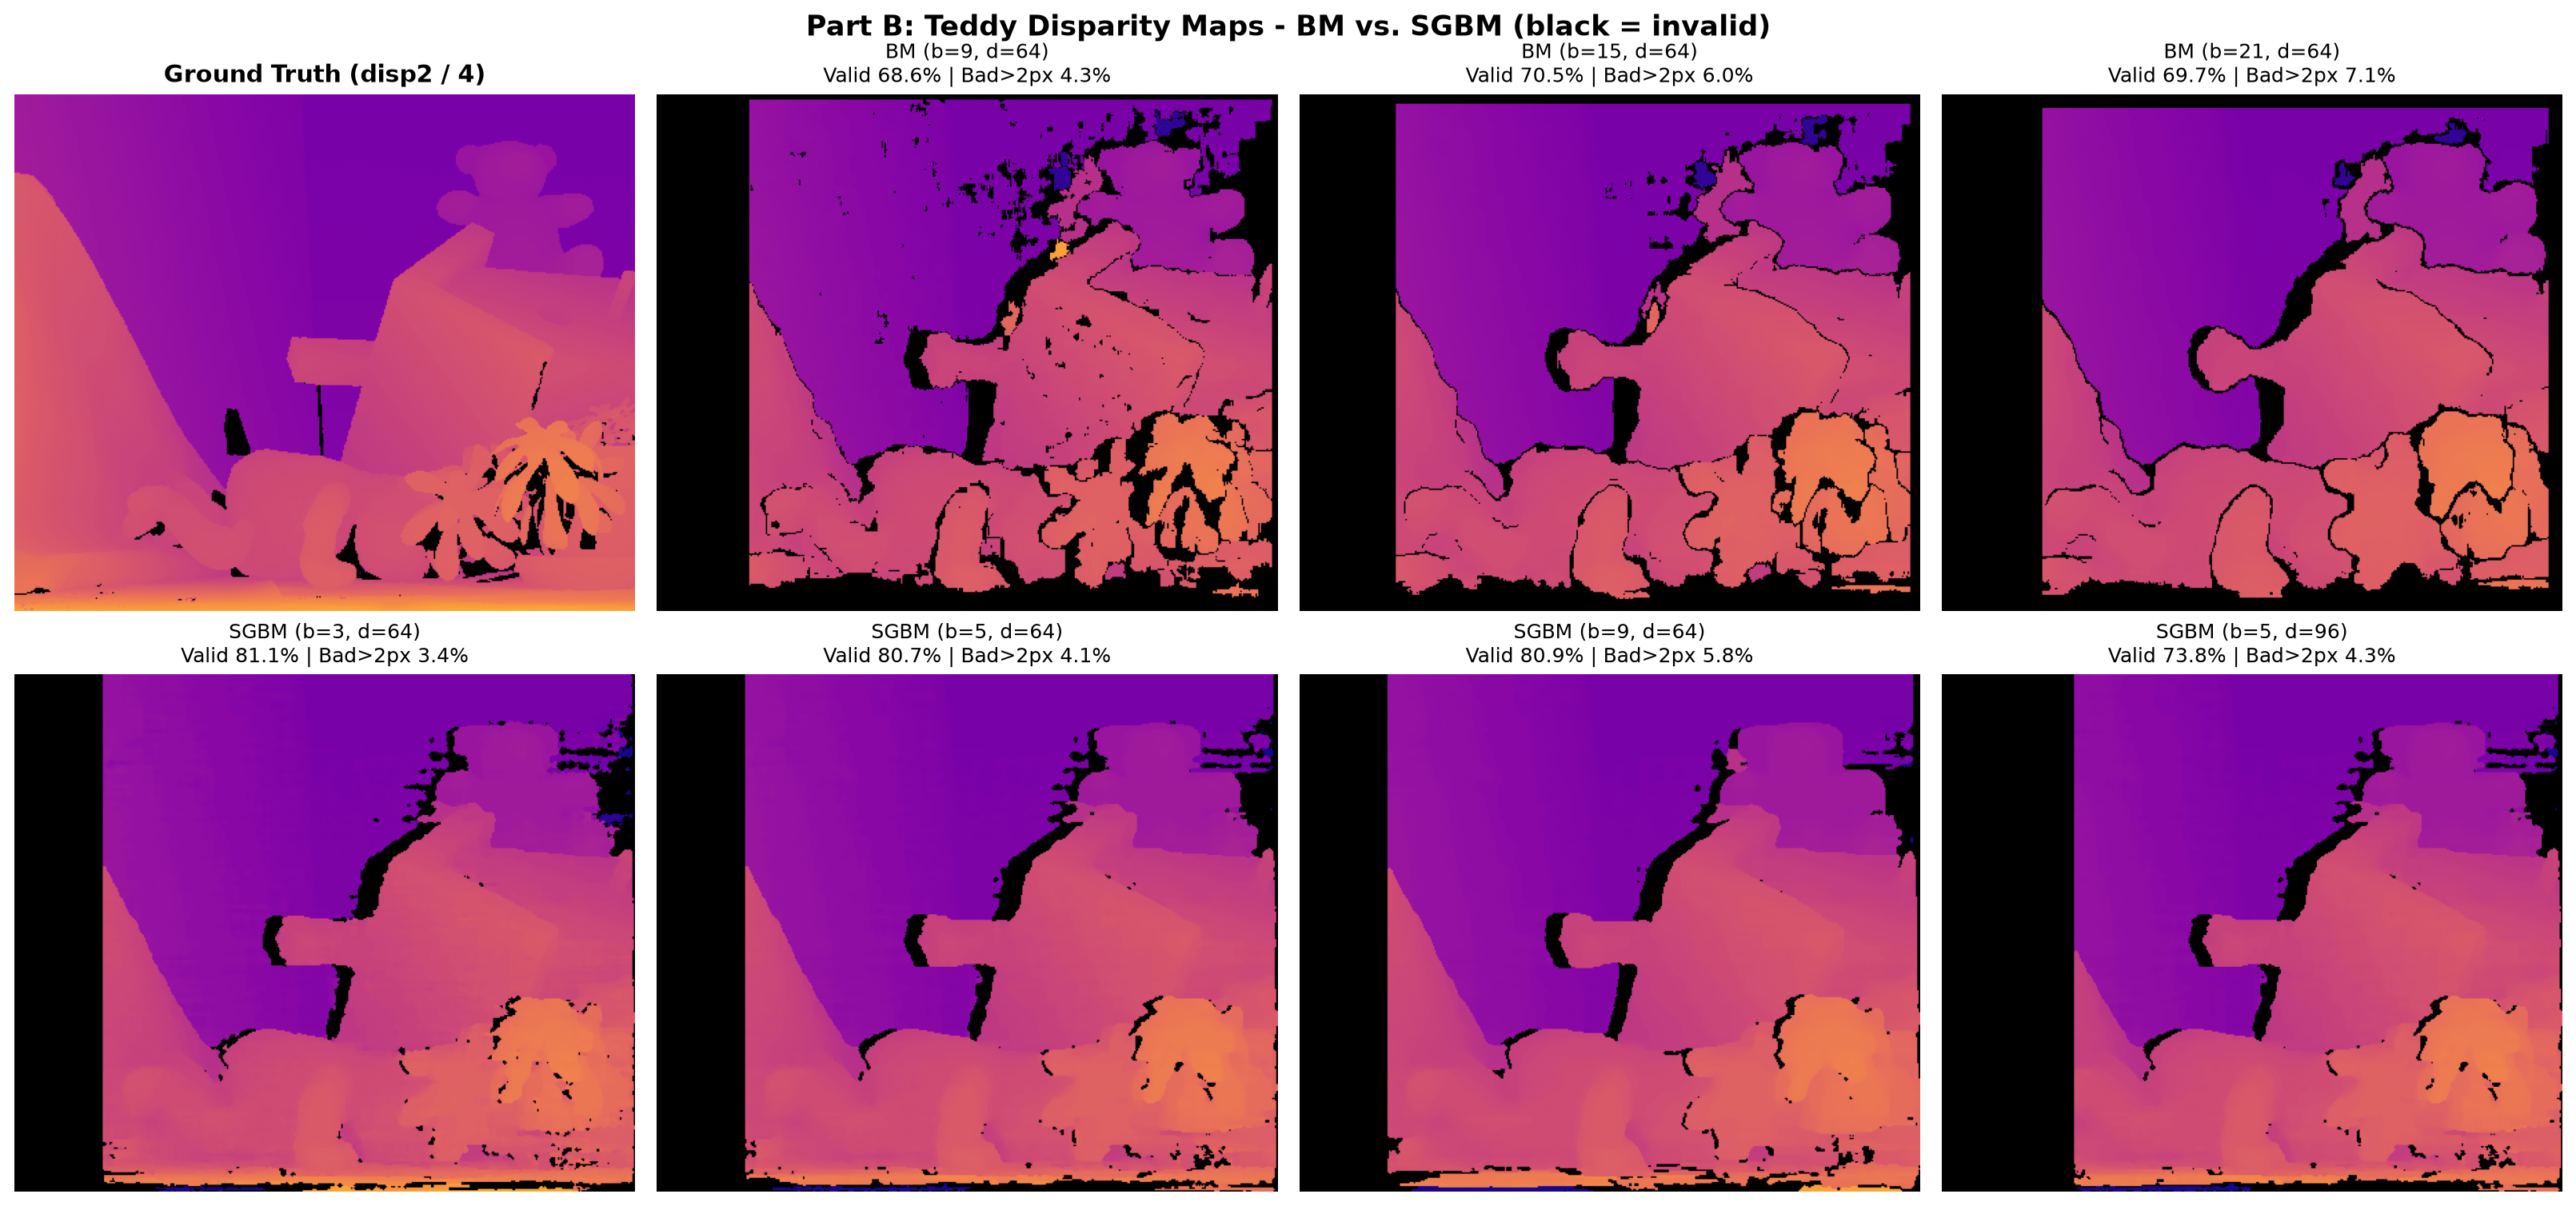 Part B: Teddy Disparity Maps - BM vs. SGBM (black = invalid)
Ground Truth (disp2 / 4)
BM (b=9, d=64)
Valid 68.6% | Bad>2px 4.3%
BM (b=15, d=64)
Valid 70.5% | Bad>2px 6.0%
BM (b=21, d=64)
Valid 69.7% | Bad>2px 7.1%
SGBM (b=3, d=64)
Valid 81.1% | Bad>2px 3.4%
SGBM (b=5, d=64)
Valid 80.7% | Bad>2px 4.1%
SGBM (b=9, d=64)
Valid 80.9% | Bad>2px 5.8%
SGBM (b=5, d=96)
Valid 73.8% | Bad>2px 4.3%